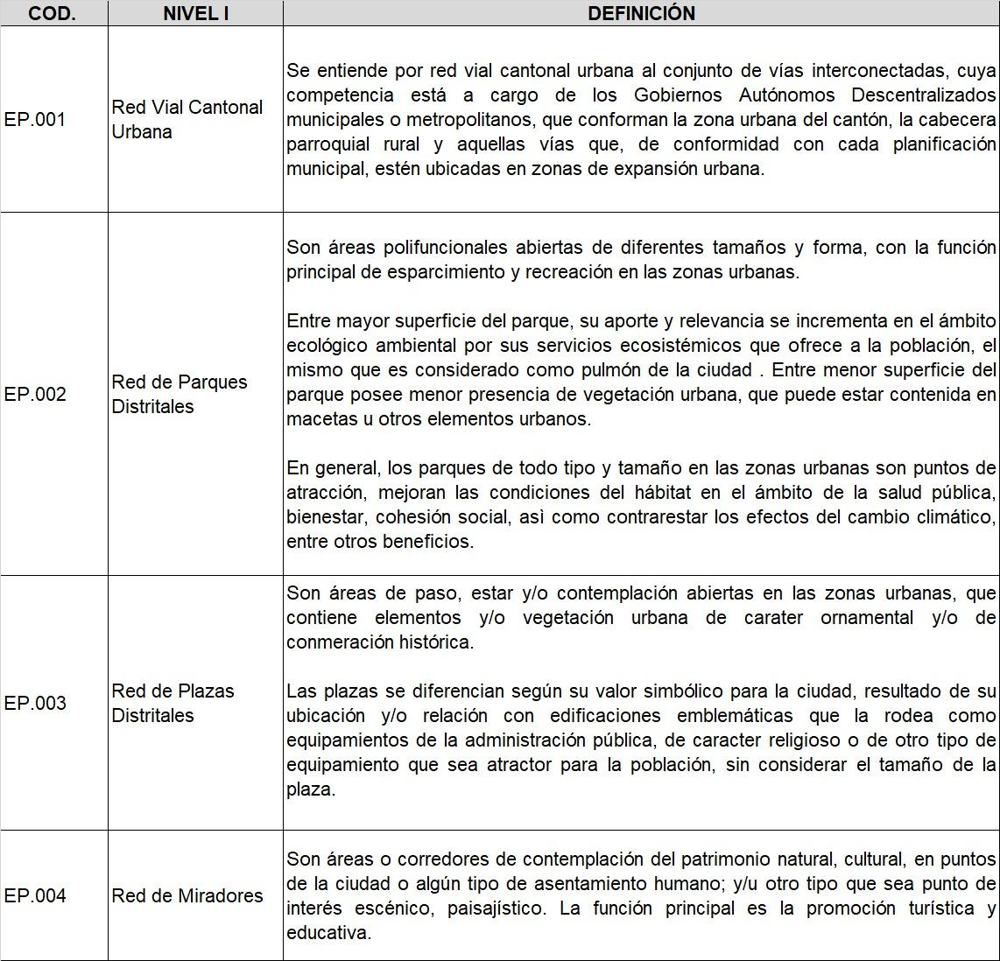 COD. NIVEL I DEFINICIÓN
EP.001
Red Vial Cantonal
Urbana
Se entiende por red vial cantonal urbana al conjunto de vías interconectadas, cuya
competencia está a cargo de los Gobiernos Autónomos Descentralizados
municipales o metropolitanos, que conforman la zona urbana del cantón, la cabecera
parroquial rural y aquellas vías que, de conformidad con cada planificación
municipal, estén ubicadas en zonas de expansión urbana.
EP.002
Red de Parques
Distritales
Son áreas polifuncionales abiertas de diferentes tamaños y forma, con la función
principal de esparcimiento y recreación en las zonas urbanas.
Entre mayor superficie del parque, su aporte y relevancia se incrementa en el ámbito
ecológico ambiental por sus servicios ecosistémicos que ofrece a la población, el
mismo que es considerado como pulmón de la ciudad . Entre menor superficie del
parque posee menor presencia de vegetación urbana, que puede estar contenida en
macetas u otros elementos urbanos.
En general, los parques de todo tipo y tamaño en las zonas urbanas son puntos de
atracción, mejoran las condiciones del hábitat en el ámbito de la salud pública,
bienestar, cohesión social, asì como contrarestar los efectos del cambio climático,
entre otros beneficios.
EP.003
Red de Plazas
Distritales
Son áreas de paso, estar y/o contemplación abiertas en las zonas urbanas, que
contiene elementos y/o vegetación urbana de carater ornamental y/o de
conmeración histórica.
Las plazas se diferencian según su valor simbólico para la ciudad, resultado de su
ubicación y/o relación con edificaciones emblemáticas que la rodea como
equipamientos de la administración pública, de caracter religioso o de otro tipo de
equipamiento que sea atractor para la población, sin considerar el tamaño de la
plaza.
EP.004
Red de Miradores
Son áreas o corredores de contemplación del patrimonio natural, cultural, en puntos
de la ciudad o algún tipo de asentamiento humano; y/u otro tipo que sea punto de
interés escénico, paisajístico. La función principal es la promoción turística y
educativa.